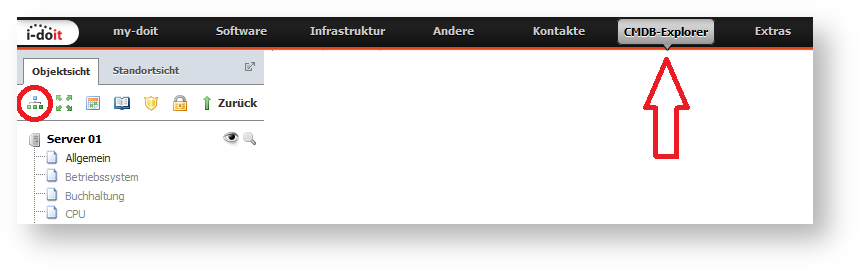 i-doit my-doit Software Infrastruktur Andere Kontakte CMDB-Explorer Extras
Objektsicht Standortsicht
Zurück
Server 01
Allgemein
Betriebssystem
Buchhaltung
CPU